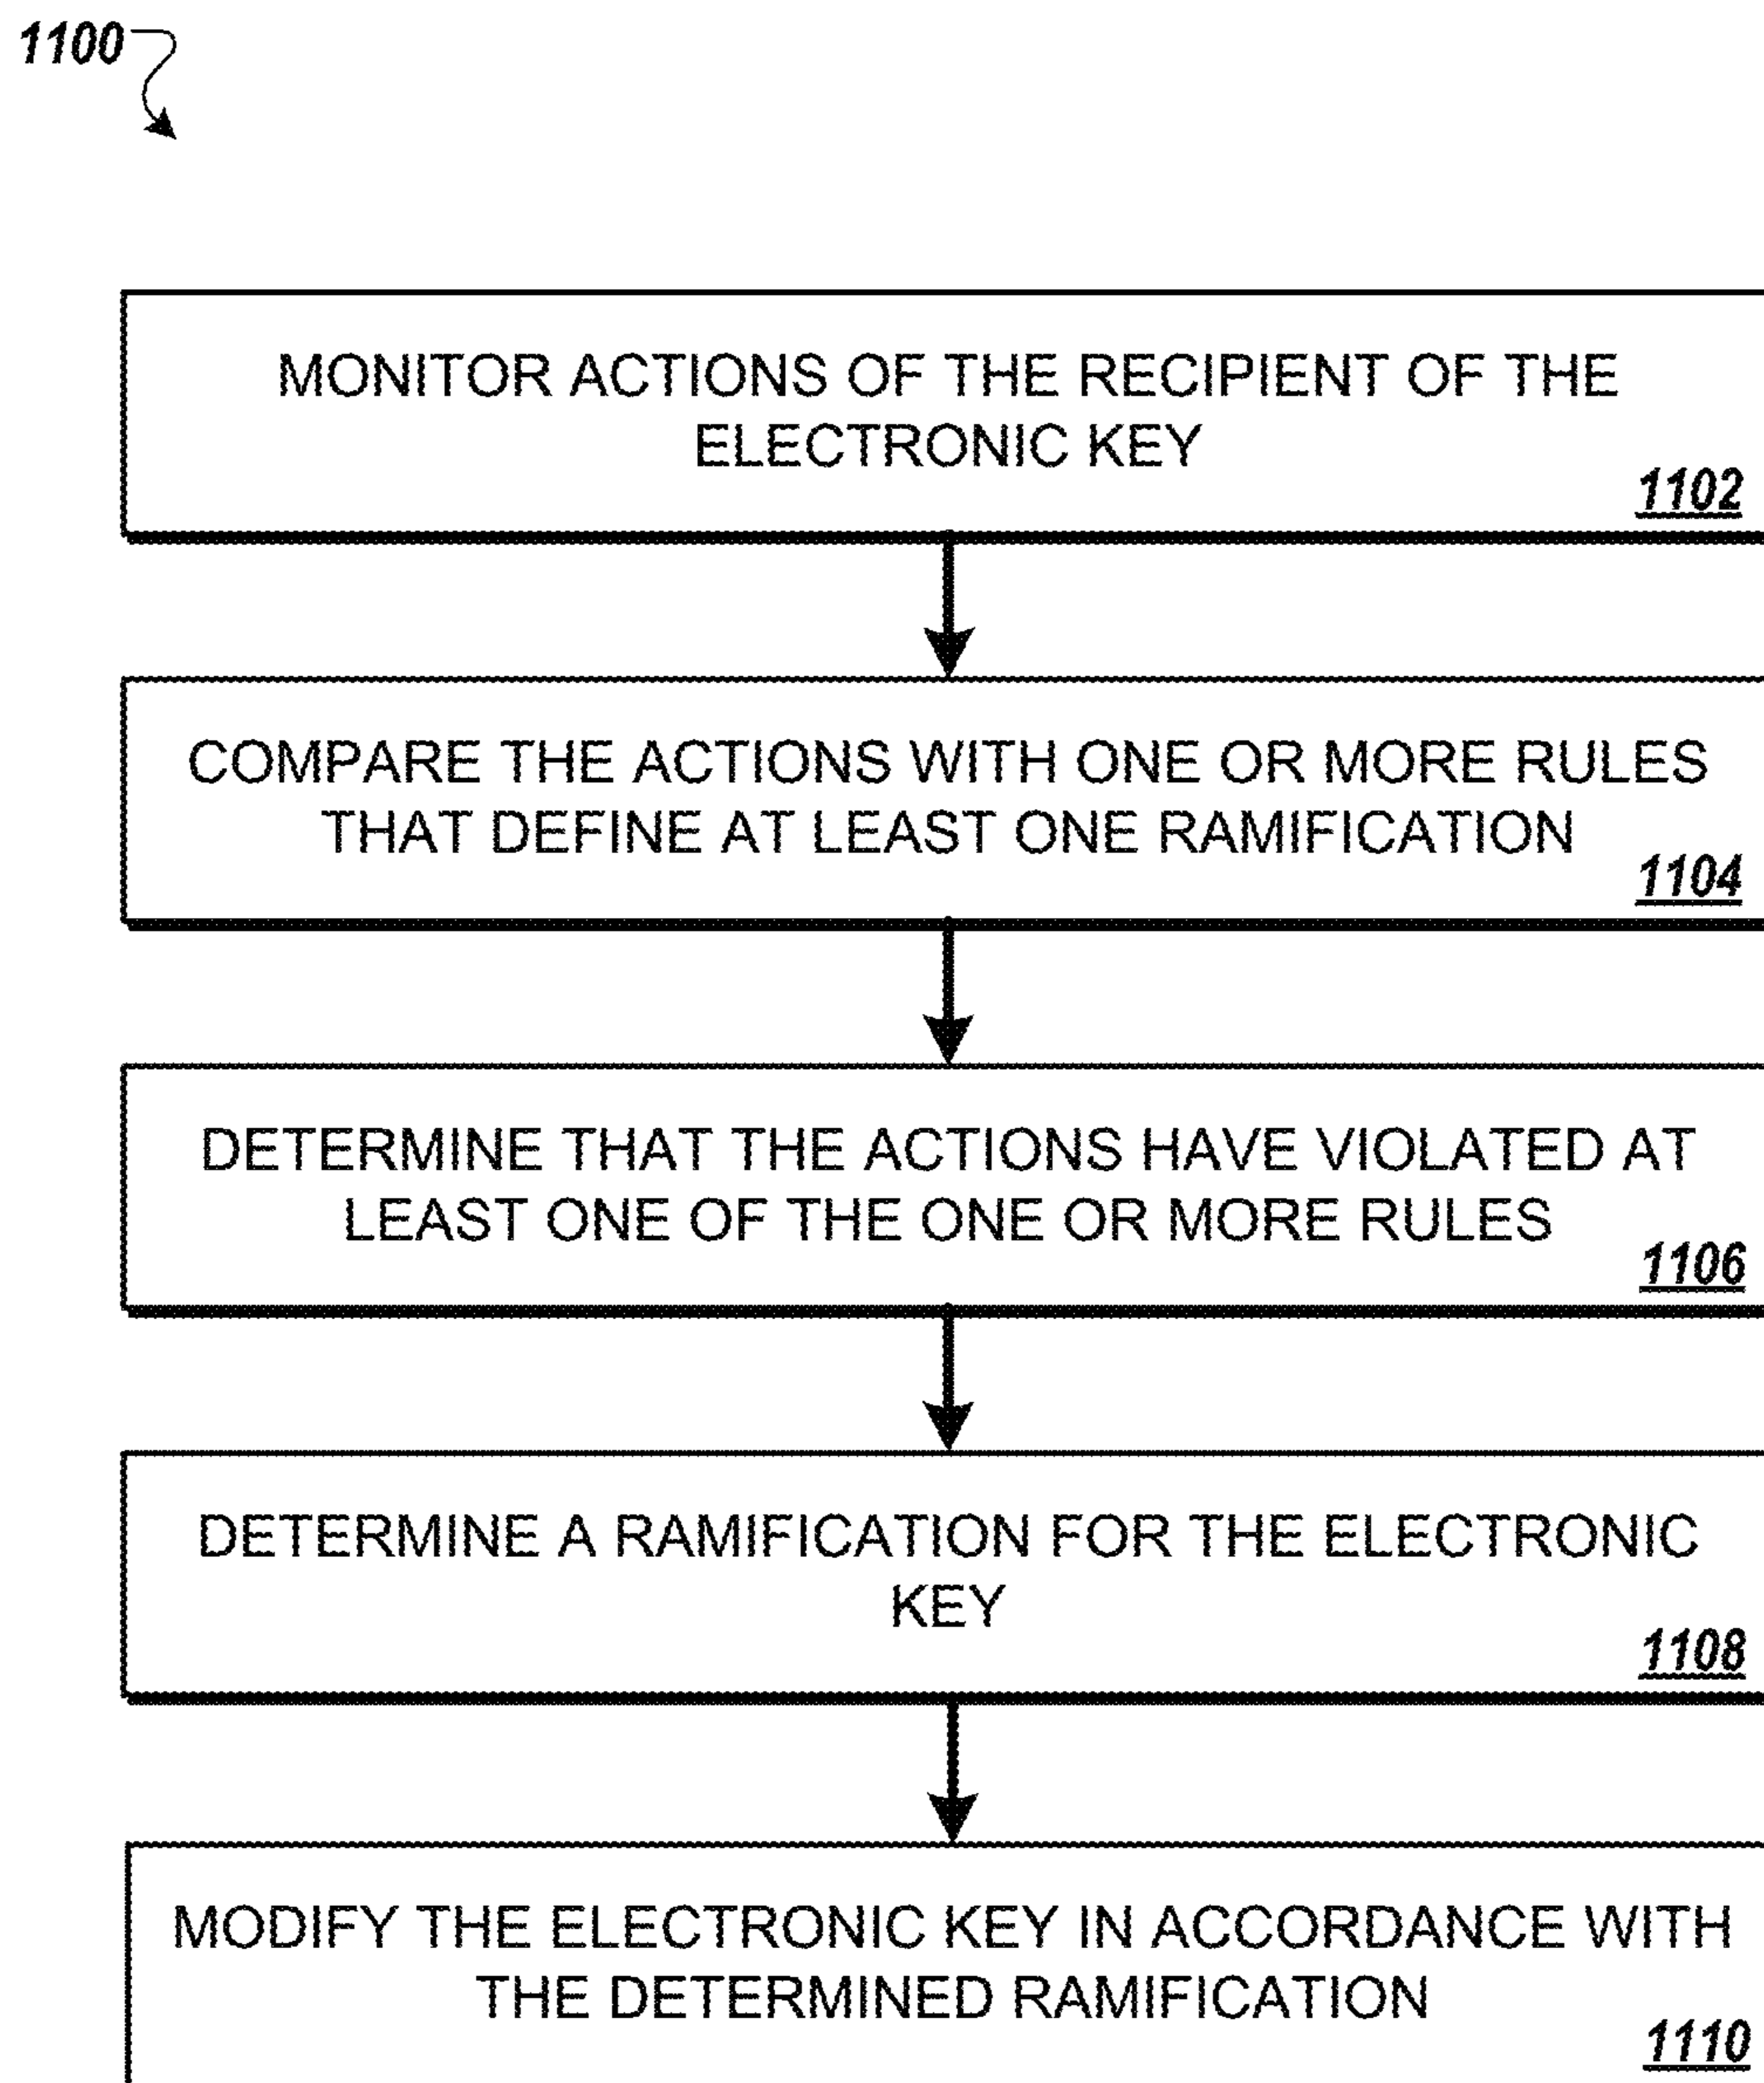 1100
MONITOR ACTIONS OF THE RECIPIENT OF THE
ELECTRONIC KEY
1102
COMPARE THE ACTIONS WITH ONE OR MORE RULES
THAT DEFINE AT LEAST ONE RAMIFICATION
1104
DETERMINE THAT THE ACTIONS HAVE VIOLATED AT
LEAST ONE OF THE ONE OR MORE RULES
1106
DETERMINE A RAMIFICATION FOR THE ELECTRONIC
KEY
1108
MODIFY THE ELECTRONIC KEY IN ACCORDANCE WITH
THE DETERMINED RAMIFICATION
1110